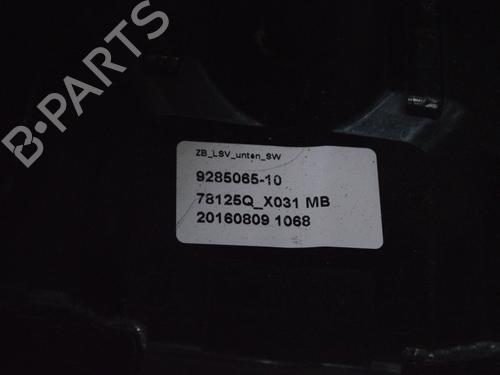 B-PARTS
ZB_LSV_unten_SW
9285065-10
78125Q_X031 MB
20160809 1068